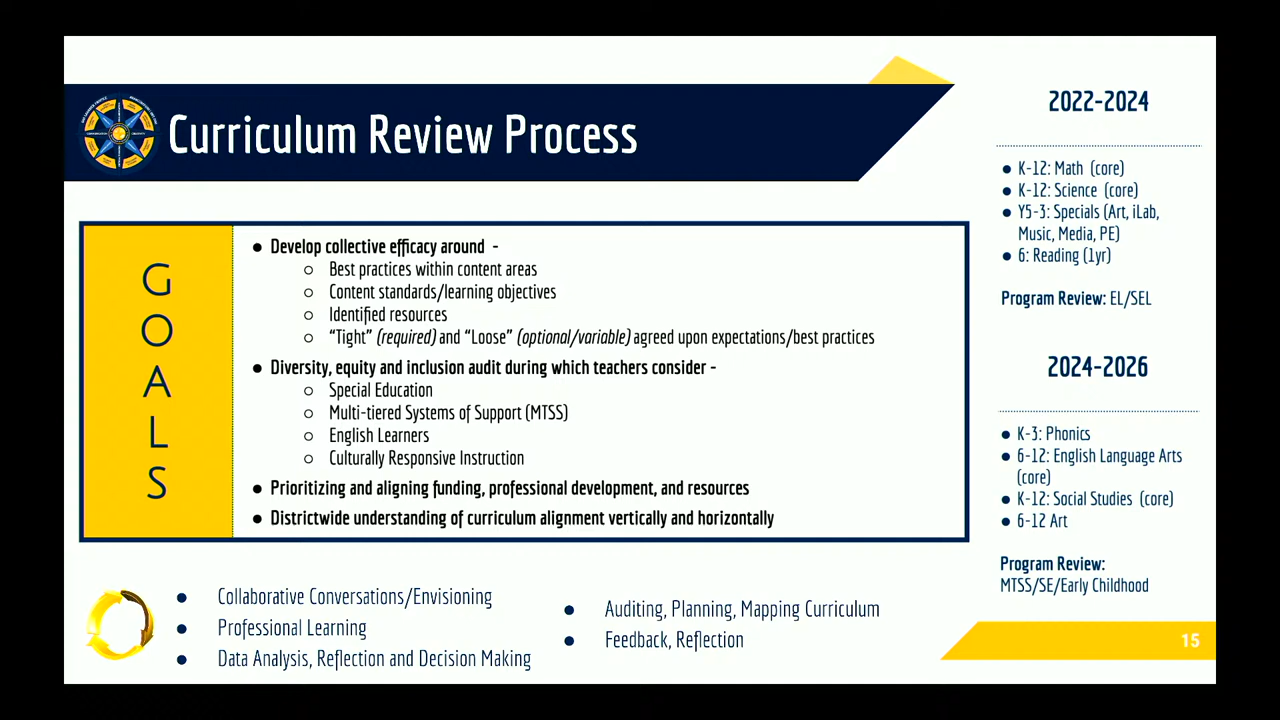 Curriculum Review Process
GOALS
● Develop collective efficacy around -
○ Best practices within content areas
○ Content standards/learning objectives
○ Identified resources
○ “Tight” (required) and “Loose” (optional/variable) agreed upon expectations/best practices
● Diversity, equity and inclusion audit during which teachers consider -
○ Special Education
○ Multi-tiered Systems of Support (MTSS)
○ English Learners
○ Culturally Responsive Instruction
● Prioritizing and aligning funding, professional development, and resources
● Districtwide understanding of curriculum alignment vertically and horizontally
● Collaborative Conversations/Envisioning
● Professional Learning
● Data Analysis, Reflection and Decision Making
● Auditing, Planning, Mapping Curriculum
● Feedback, Reflection
2022-2024
● K-12: Math (core)
● K-12: Science (core)
● Y5-3: Specials (Art, iLab,
Music, Media, PE)
● 6: Reading (1yr)
Program Review: EL/SEL
2024-2026
● K-3: Phonics
● 6-12: English Language Arts
(core)
● K-12: Social Studies (core)
● 6-12 Art
Program Review:
MTSS/SE/Early Childhood
15